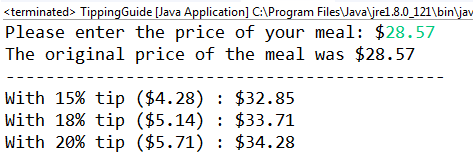 <terminated> TippingGuide [Java Application] C:\Program Files\Java\jre1.8.0_121\bin\jav
Please enter the price of your meal: $28.57
The original price of the meal was $28.57
--------------------------------------------
With 15% tip ($4.28) : $32.85
With 18% tip ($5.14) : $33.71
With 20% tip ($5.71) : $34.28